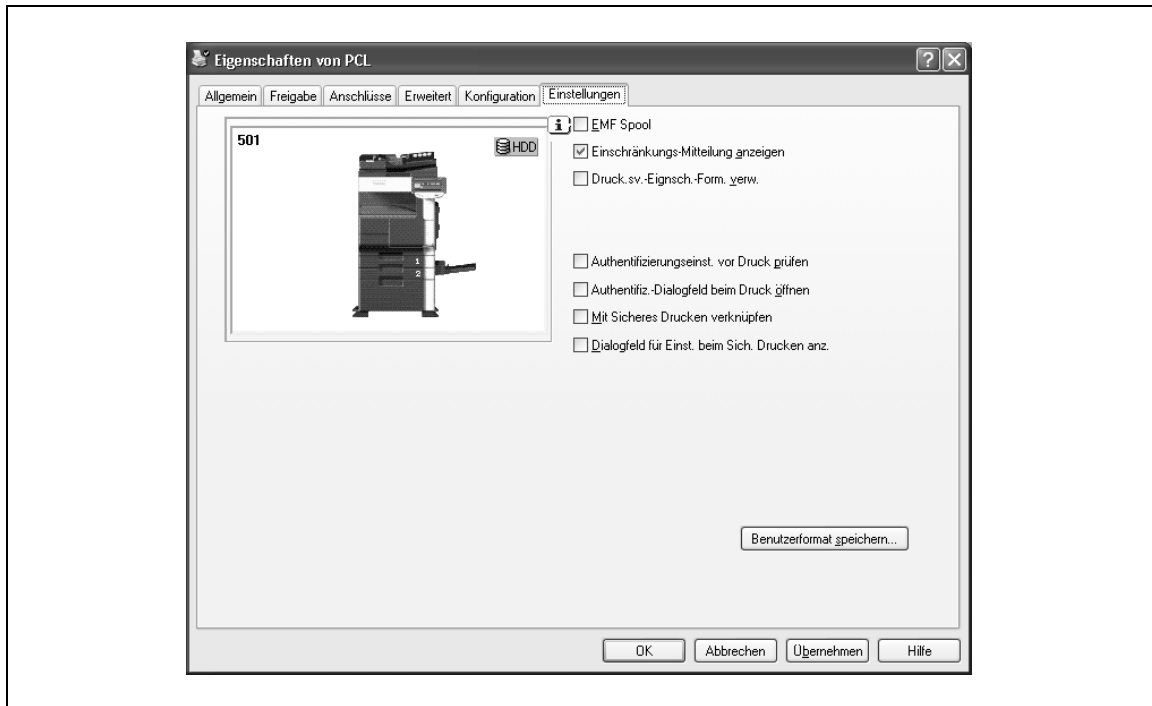 Eigenschaften von PCL
Allgemein Freigabe Anschlüsse Erweitert Konfiguration Einstellungen
501
HDD
1
2
EMF Spool
Einschränkungs-Mitteilung anzeigen
Druck.sv.-Eignsch.-Form. verw.
Authentifizierungseinst. vor Druck prüfen
Authentifiz.-Dialogfeld beim Druck öffnen
Mit Sicheres Drucken verknüpfen
Dialogfeld für Einst. beim Sich. Drucken anz.
Benutzerformat speichern...
OK Abbrechen Übernehmen Hilfe